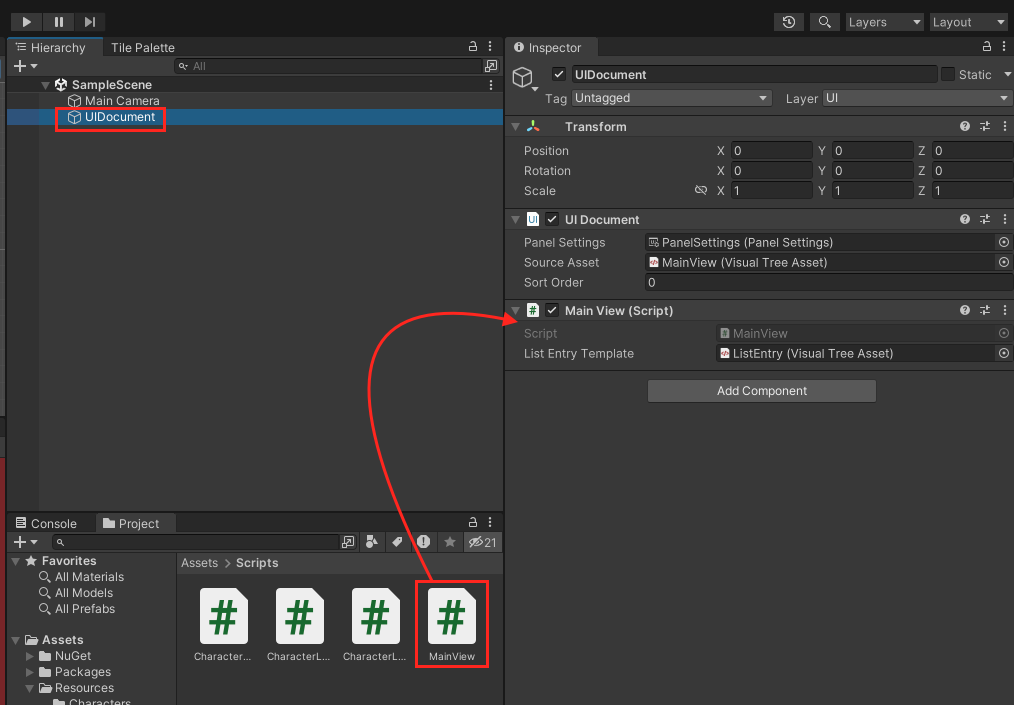 Layers
Layout
Hierarchy
Tile Palette
All
SampleScene
Main Camera
UIDocument
Inspector
UIDocument
Static
Tag Untagged
Layer UI
Transform
Position X 0 Y 0 Z 0
Rotation X 0 Y 0 Z 0
Scale X 1 Y 1 Z 1
UI UI Document
Panel Settings PanelSettings (Panel Settings)
Source Asset MainView (Visual Tree Asset)
Sort Order 0
# Main View (Script)
Script # MainView
List Entry Template ListEntry (Visual Tree Asset)
Add Component
Console
Project
21
Favorites
All Materials
All Models
All Prefabs
Assets
NuGet
Packages
Resources
Characters
Assets > Scripts
# # # #
Character... CharacterL... CharacterL... MainView